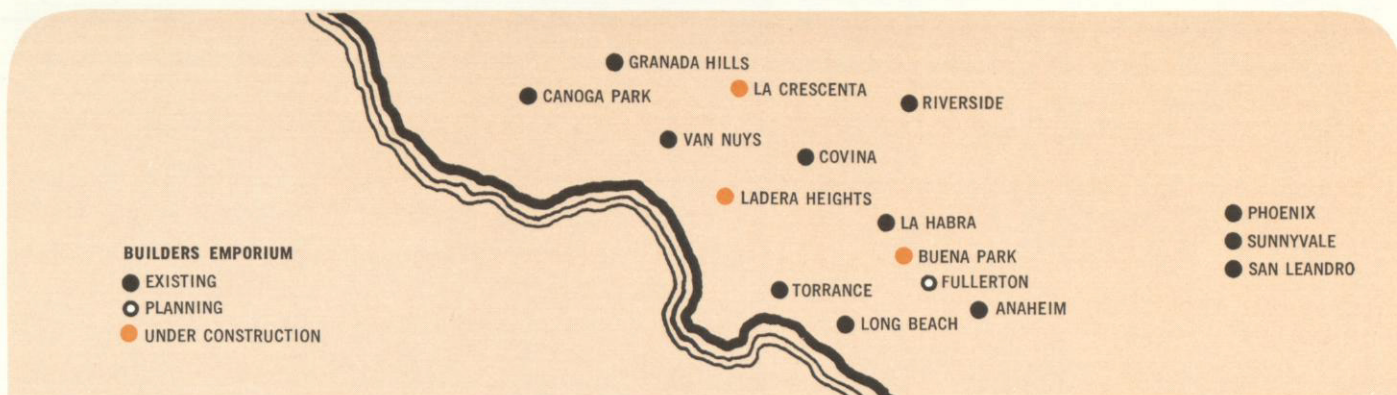 GRANADA HILLS
LA CRESCENTA
CANOGA PARK
RIVERSIDE
VAN NUYS
COVINA
LADERA HEIGHTS
LA HABRA
PHOENIX
SUNNYVALE
SAN LEANDRO
BUENA PARK
FULLERTON
TORRANCE
ANAHEIM
LONG BEACH
BUILDERS EMPORIUM
EXISTING
PLANNING
UNDER CONSTRUCTION